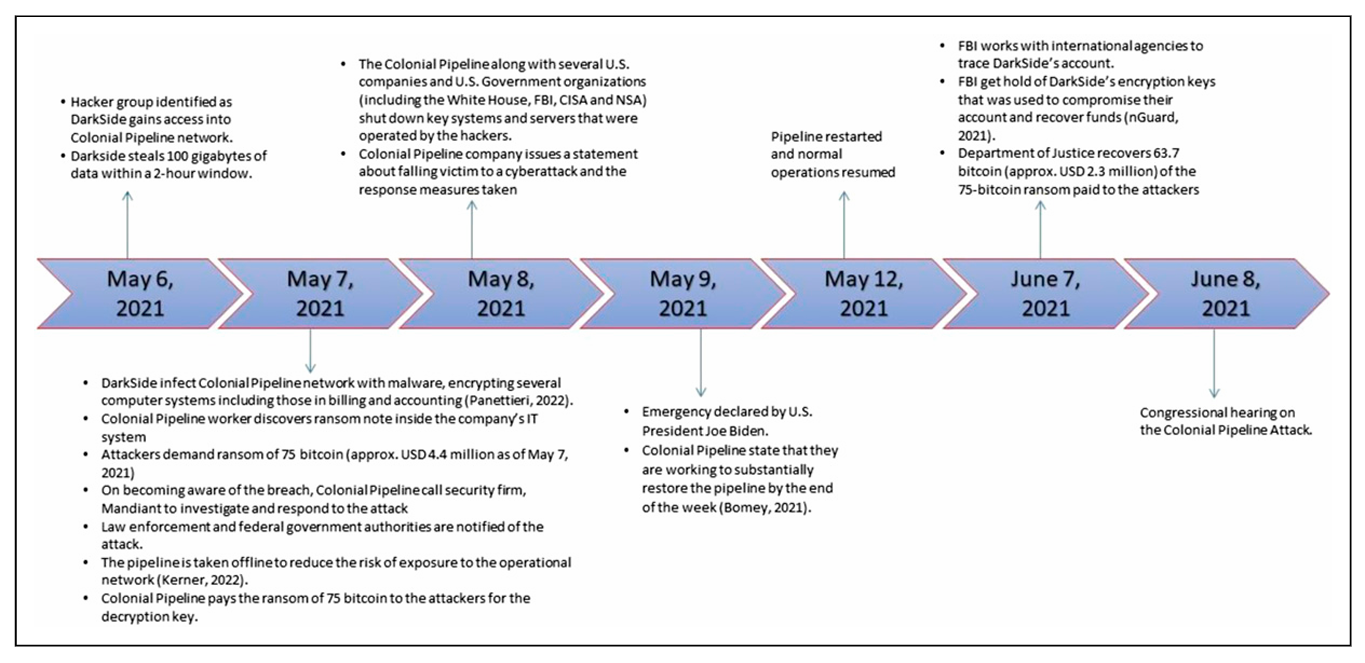 • Hacker group identified as
DarkSide gains access into
Colonial Pipeline network.
• Darkside steals 100 gigabytes of
data within a 2-hour window.
• The Colonial Pipeline along with several U.S.
companies and U.S. Government organizations
(including the White House, FBI, CISA and NSA)
shut down key systems and servers that were
operated by the hackers.
• Colonial Pipeline company issues a statement
about falling victim to a cyberattack and the
response measures taken
Pipeline restarted
and normal
operations resumed
• FBI works with international agencies to
trace DarkSide's account.
• FBI get hold of DarkSide's encryption keys
that was used to compromise their
account and recover funds (nGuard,
2021).
• Department of Justice recovers 63.7
bitcoin (approx. USD 2.3 million) of the
75-bitcoin ransom paid to the attackers
May 6,
2021
May 7,
2021
May 8,
2021
May 9,
2021
May 12,
2021
June 7,
2021
June 8,
2021
• DarkSide infect Colonial Pipeline network with malware, encrypting several
computer systems including those in billing and accounting (Panettieri, 2022).
• Colonial Pipeline worker discovers ransom note inside the company's IT
system
• Attackers demand ransom of 75 bitcoin (approx. USD 4.4 million as of May 7,
2021)
• On becoming aware of the breach, Colonial Pipeline call security firm,
Mandiant to investigate and respond to the attack
• Law enforcement and federal government authorities are notified of the
attack.
• The pipeline is taken offline to reduce the risk of exposure to the operational
network (Kerner, 2022).
• Colonial Pipeline pays the ransom of 75 bitcoin to the attackers for the
decryption key.
• Emergency declared by U.S.
President Joe Biden.
• Colonial Pipeline state that they
are working to substantially
restore the pipeline by the end
of the week (Bomey, 2021).
Congressional hearing on
the Colonial Pipeline Attack.